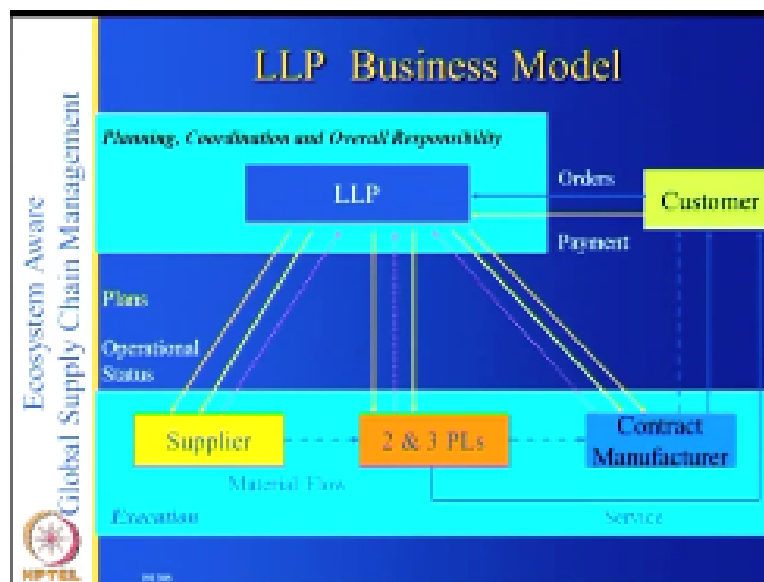 LLP Business Model
Ecosystem Aware
Global Supply Chain Management
Planning, Coordination and Overall Responsibility
LLP
Orders
Customer
Payment
Plans
Operational
Status
Supplier
2 & 3 PLs
Contract
Manufacturer
Material Flow
Execution
Service
NPTEL